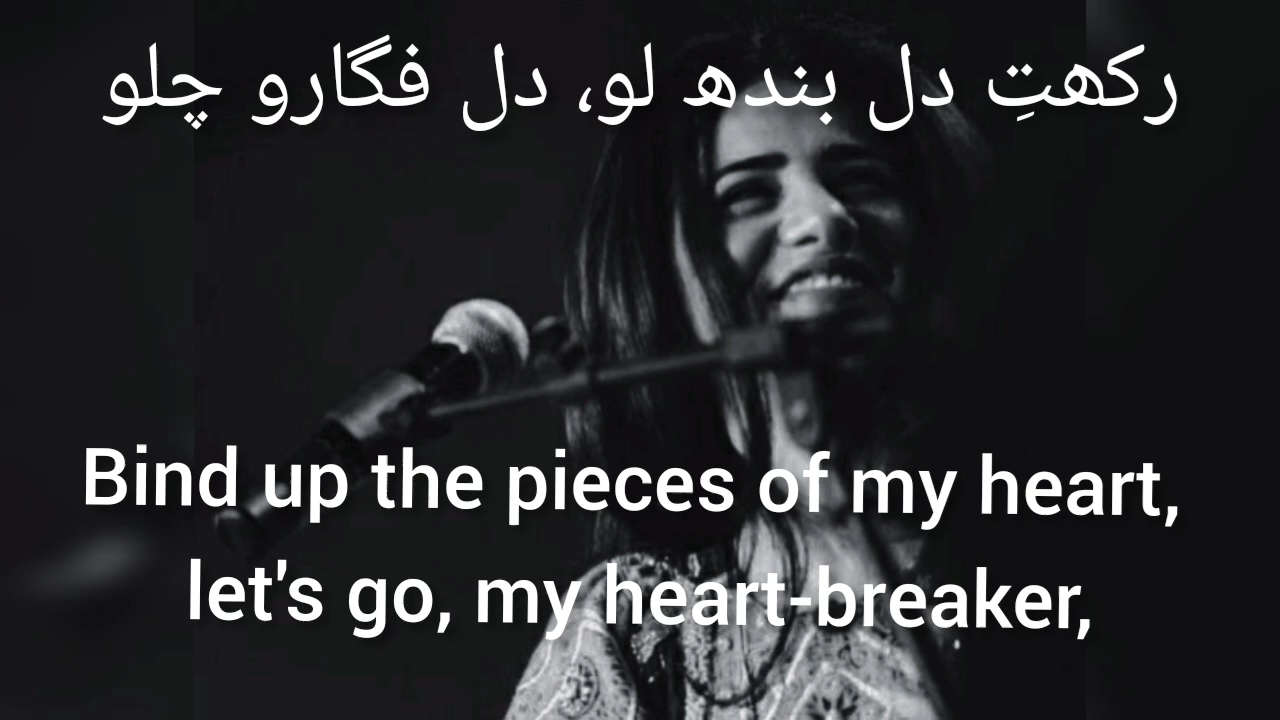 رکھتِ دل بندھ لو، دل فگارو چلو
Bind up the pieces of my heart,
let's go, my heart-breaker,